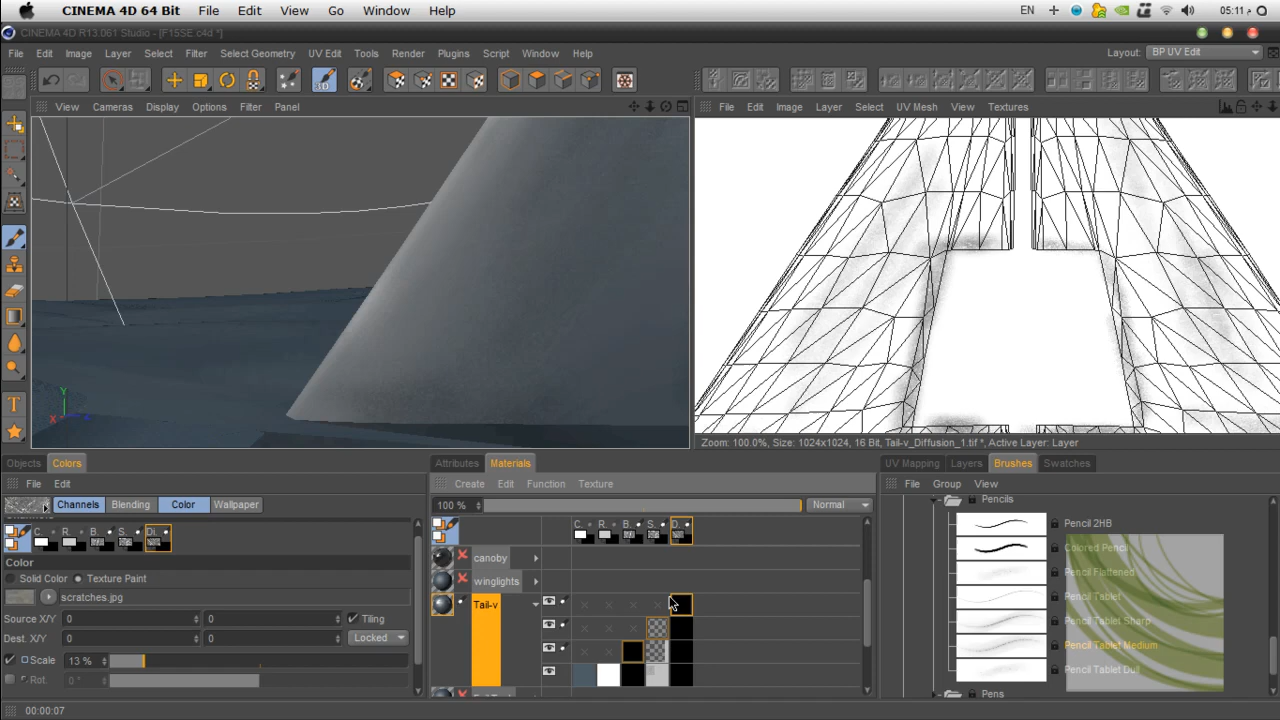 CINEMA 4D 64 Bit File Edit View Go Window Help EN 05:11 م
CINEMA 4D R13.061 Studio - [F15SE.c4d *]
File Edit Image Layer Select Filter Select Geometry UV Edit Tools Render Plugins Script Window Help Layout: BP UV Edit
3D
View Cameras Display Options Filter Panel
File Edit Image Layer Select UV Mesh View Textures
Y
X
Zoom: 100.0%, Size: 1024x1024, 16 Bit, Tail-v_Diffusion_1.tif *, Active Layer: Layer
Objects Colors
File Edit
Channels Blending Color Wallpaper
C. R. B. S. Di.
Color
Solid Color Texture Paint
scratches.jpg
Source X/Y 0 0 Tiling
Dest. X/Y 0 0 Locked
Scale 13 %
Rot. 0 °
Attributes Materials
Create Edit Function Texture
100 % Normal
C. R. B. S. D.
canoby
winglights
Tail-v
UV Mapping Layers Brushes Swatches
File Group View
Pencils
Pencil 2HB
Colored Pencil
Pencil Flattened
Pencil Tablet
Pencil Tablet Sharp
Pencil Tablet Medium
Pencil Tablet Dull
Pens
00:00:07